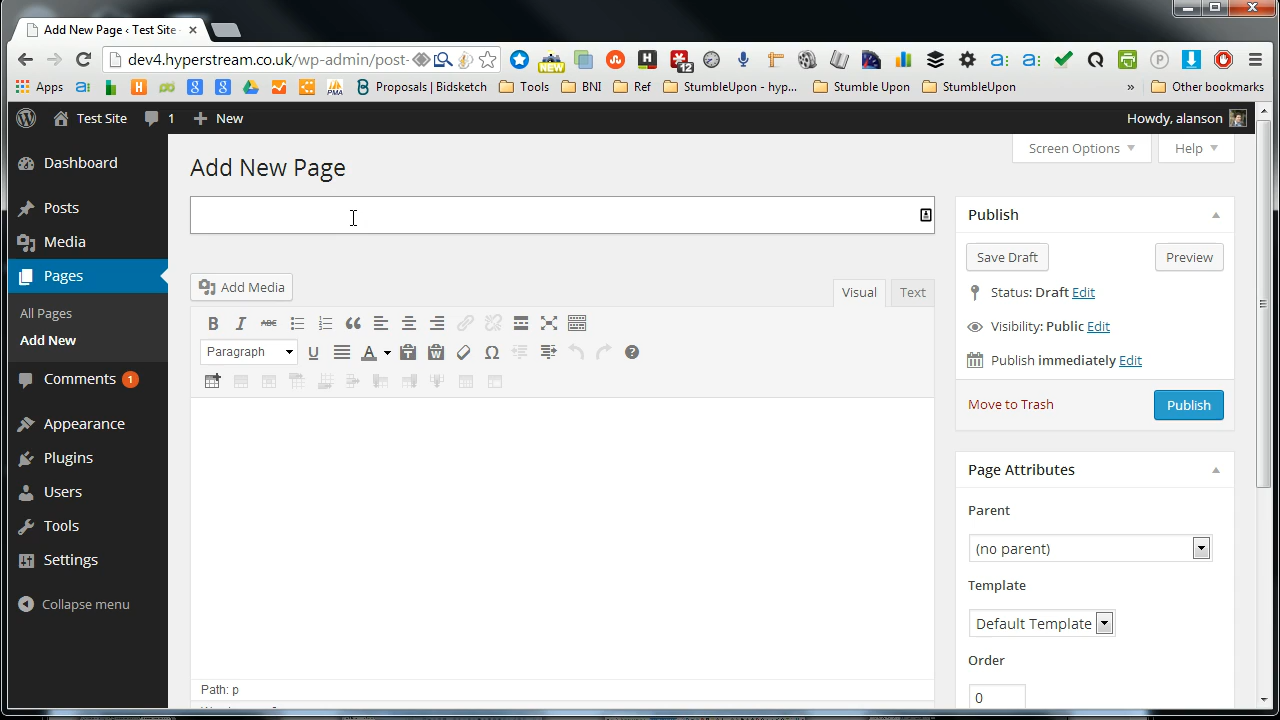 Add New Page ‹ Test Site
dev4.hyperstream.co.uk/wp-admin/post-
NEW
12
Apps
Proposals | Bidsketch
Tools
BNI
Ref
StumbleUpon - hyp...
Stumble Upon
StumbleUpon
»
Other bookmarks
PMA
Test Site
1
New
Howdy, alanson
Dashboard
Posts
Media
Pages
All Pages
Add New
Comments 1
Appearance
Plugins
Users
Tools
Settings
Collapse menu
Screen Options
Help
Add New Page
Add Media
Visual
Text
B I ABC
Paragraph
U
A
Ω
?
Path: p
Publish
Save Draft
Preview
Status: Draft Edit
Visibility: Public Edit
Publish immediately Edit
Move to Trash
Publish
Page Attributes
Parent
(no parent)
Template
Default Template
Order
0